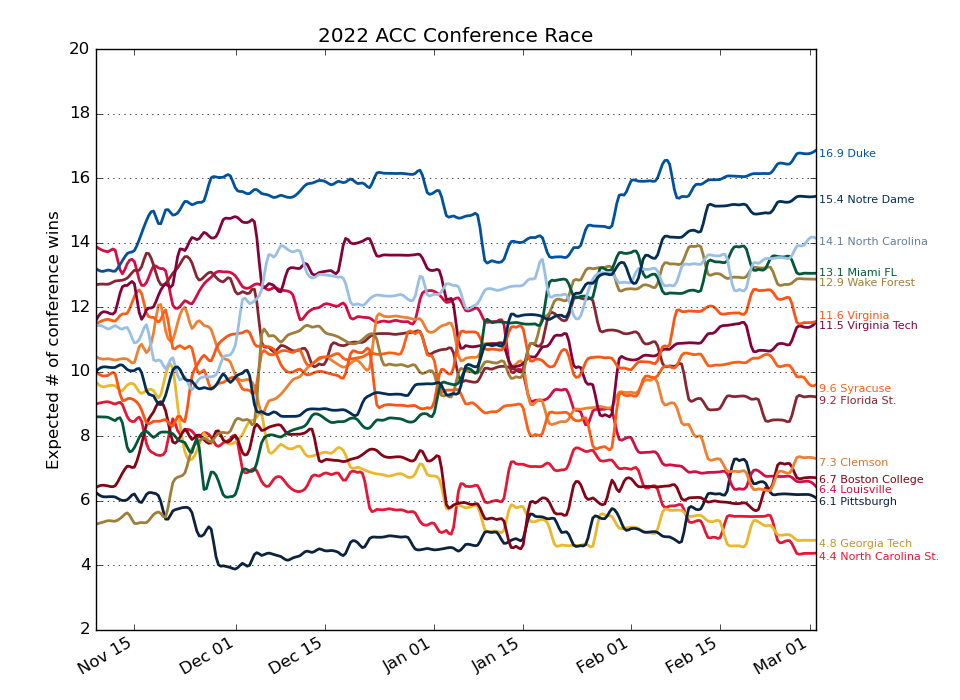 2022 ACC Conference Race
Expected # of conference wins
20
18
16
14
12
10
8
6
4
2
Nov 15
Dec 01
Dec 15
Jan 01
Jan 15
Feb 01
Feb 15
Mar 01
16.9 Duke
15.4 Notre Dame
14.1 North Carolina
13.1 Miami FL
12.9 Wake Forest
11.6 Virginia
11.5 Virginia Tech
9.6 Syracuse
9.2 Florida St.
7.3 Clemson
6.7 Boston College
6.4 Louisville
6.1 Pittsburgh
4.8 Georgia Tech
4.4 North Carolina St.